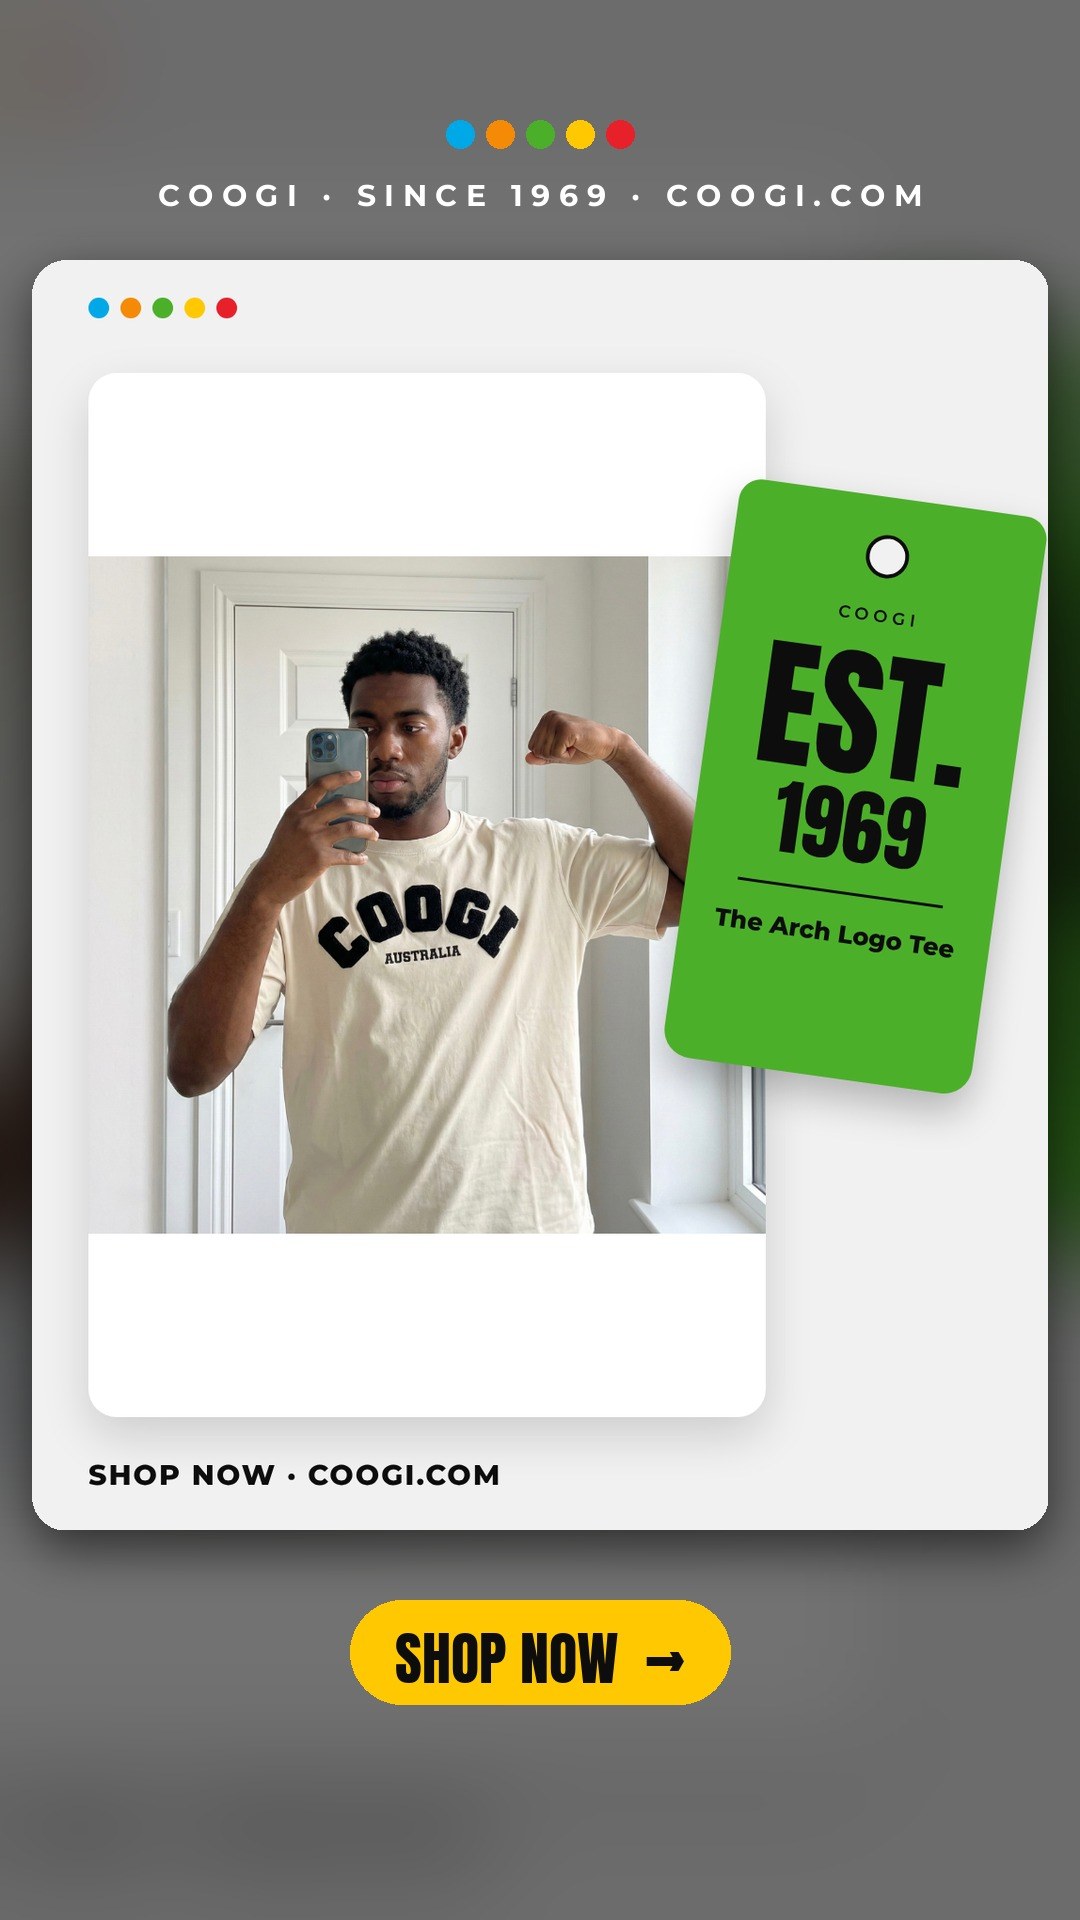 COOGI · SINCE 1969 · COOGI.COM
COOGI
EST.
1969
The Arch Logo Tee
COOGI
AUSTRALIA
SHOP NOW · COOGI.COM
SHOP NOW →